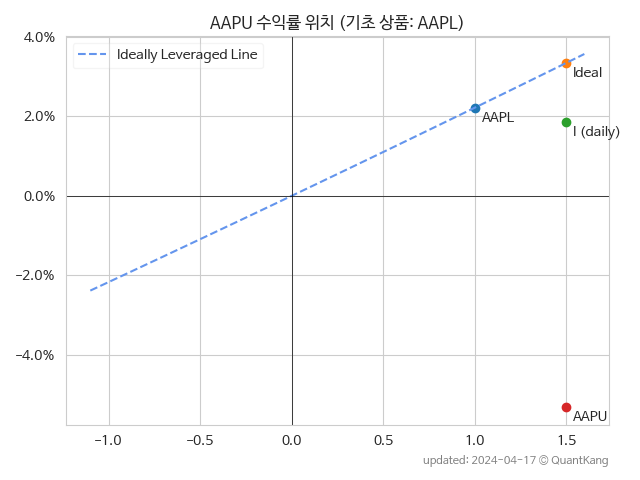 AAPU 수익률 위치 (기초 상품: AAPL)
4.0%
Ideally Leveraged Line
Ideal
2.0%
AAPL
I (daily)
0.0%
−2.0%
−4.0%
AAPU
−1.0 −0.5 0.0 0.5 1.0 1.5
updated: 2024-04-17 © QuantKang